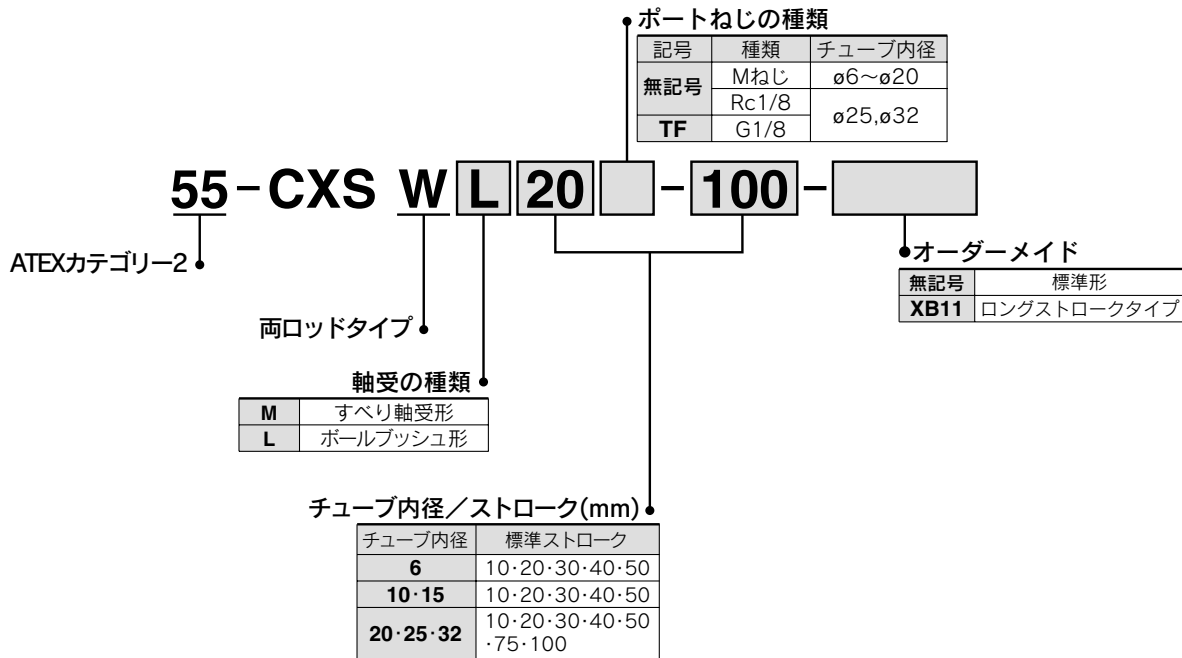 ポートねじの種類
記号 種類 チューブ内径
無記号 Mねじ ø6～ø20
Rc1/8 ø25,ø32
TF G1/8
55-CXS W L 20 - 100 -
ATEXカテゴリー2
オーダーメイド
無記号 標準形
XB11 ロングストロークタイプ
両ロッドタイプ
軸受の種類
M すべり軸受形
L ボールブッシュ形
チューブ内径／ストローク(mm)
チューブ内径 標準ストローク
6 10・20・30・40・50
10・15 10・20・30・40・50
20・25・32 10・20・30・40・50
・75・100